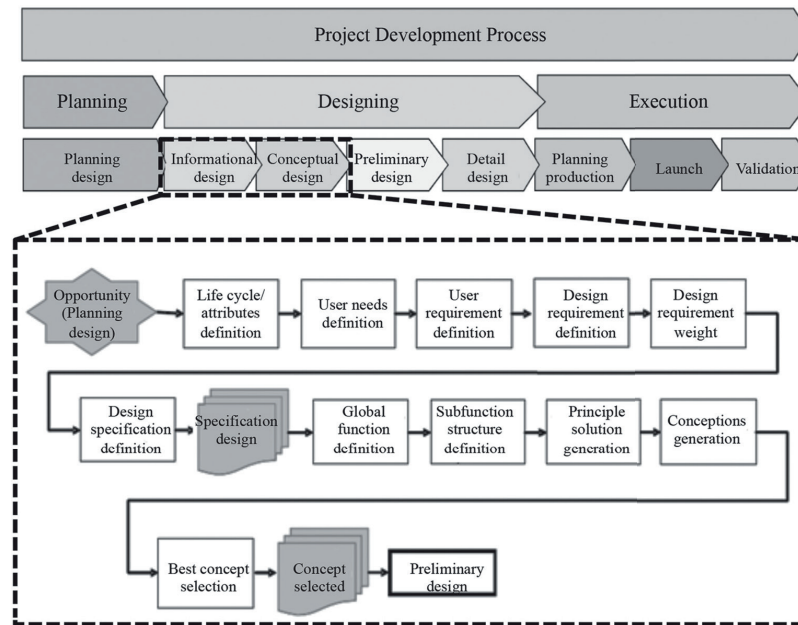 Project Development Process
Planning
Designing
Execution
Planning
design
Informational
design
Conceptual
design
Preliminary
design
Detail
design
Planning
production
Launch
Validation
Opportunity
(Planning
design)
Life cycle/
attributes
definition
User needs
definition
User
requirement
definition
Design
requirement
definition
Design
requirement
weight
Design
specification
definition
Specification
design
Global
function
definition
Subfunction
structure
definition
Principle
solution
generation
Conceptions
generation
Best concept
selection
Concept
selected
Preliminary
design